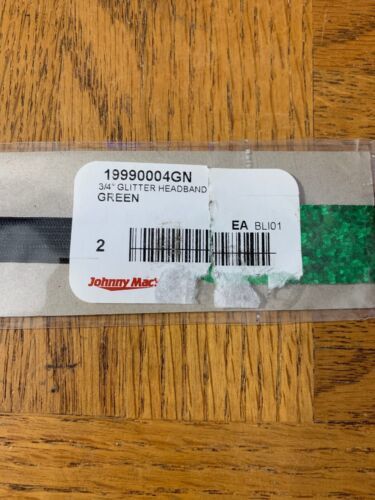 19990004GN
3/4" GLITTER HEADBAND
GREEN
EA BLI01
2
Johnny Mac's